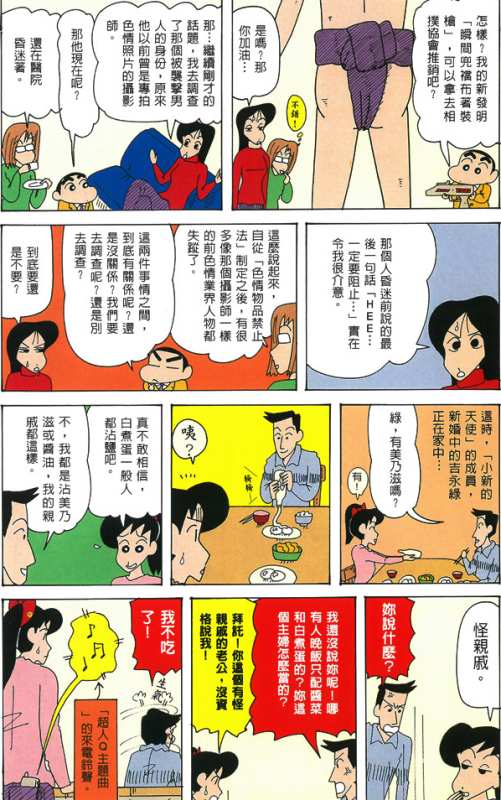 怎樣？我的新發明
「瞬間兜襠布著裝
槍」，可以拿去相
撲協會推銷吧？
不錯！
是嗎？那
你加油…
那…繼續剛才的
話題，我去調查
了那個被襲擊男
人的身份，原來
他以前曾是專拍
色情照片的攝影
師。
那他現在呢？
還在醫院
昏迷著。
那個人昏迷前說的最
後一句話「HEE…
一定要阻止…」實在
令我很介意。
這麼說起來，
自從「色情物品禁止
法」制定之後，有很
多像那個攝影師一樣
的前色情業界人物都
失蹤了。
這兩件事情之間，
到底有關係呢？還
是沒關係？我們要
去調查呢？還是別
去調查？
到底要還
是不要？
這時，「小新的
天使」的成員，
新婚中的吉永綠
正在家中…
綠，有美乃滋嗎？
有！
咦？
真不敢相信，
白煮蛋一般人
都沾鹽吧。
不，我都是沾美乃
滋或醬油，我的親
戚都這樣。
怪親戚。
妳說什麼？
我還沒說妳呢！哪
有人晚飯只配醬菜
和白煮蛋的？妳這
個主婦怎麼當的？
拜託！你這個有怪
親戚的老公，沒資
格說我！
我不吃
了！
生氣
「超人Q主題曲
」的來電鈴聲。